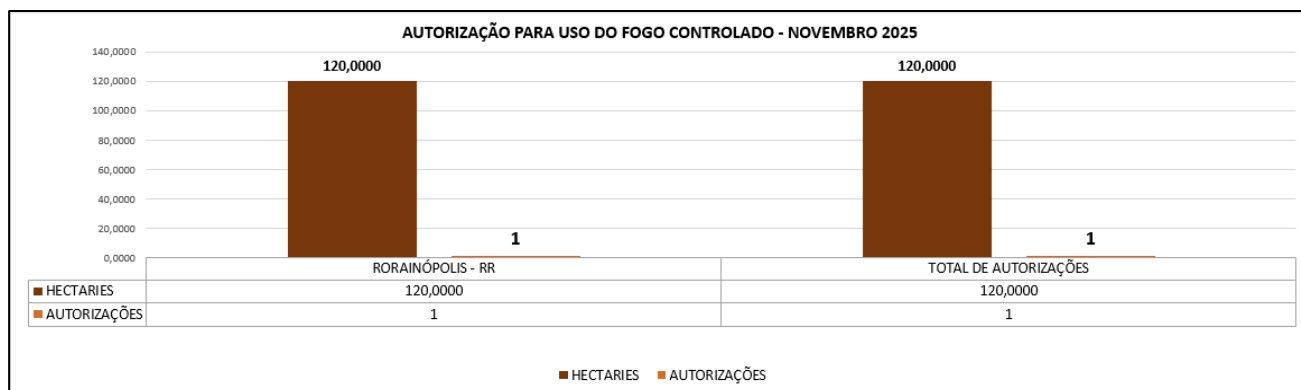 AUTORIZAÇÃO PARA USO DO FOGO CONTROLADO - NOVEMBRO 2025
140,0000
120,0000
100,0000
80,0000
60,0000
40,0000
20,0000
0,0000
120,0000
1
120,0000
1
RORAINÓPOLIS - RR TOTAL DE AUTORIZAÇÕES
HECTARIES 120,0000 120,0000
AUTORIZAÇÕES 1 1
HECTARIES AUTORIZAÇÕES